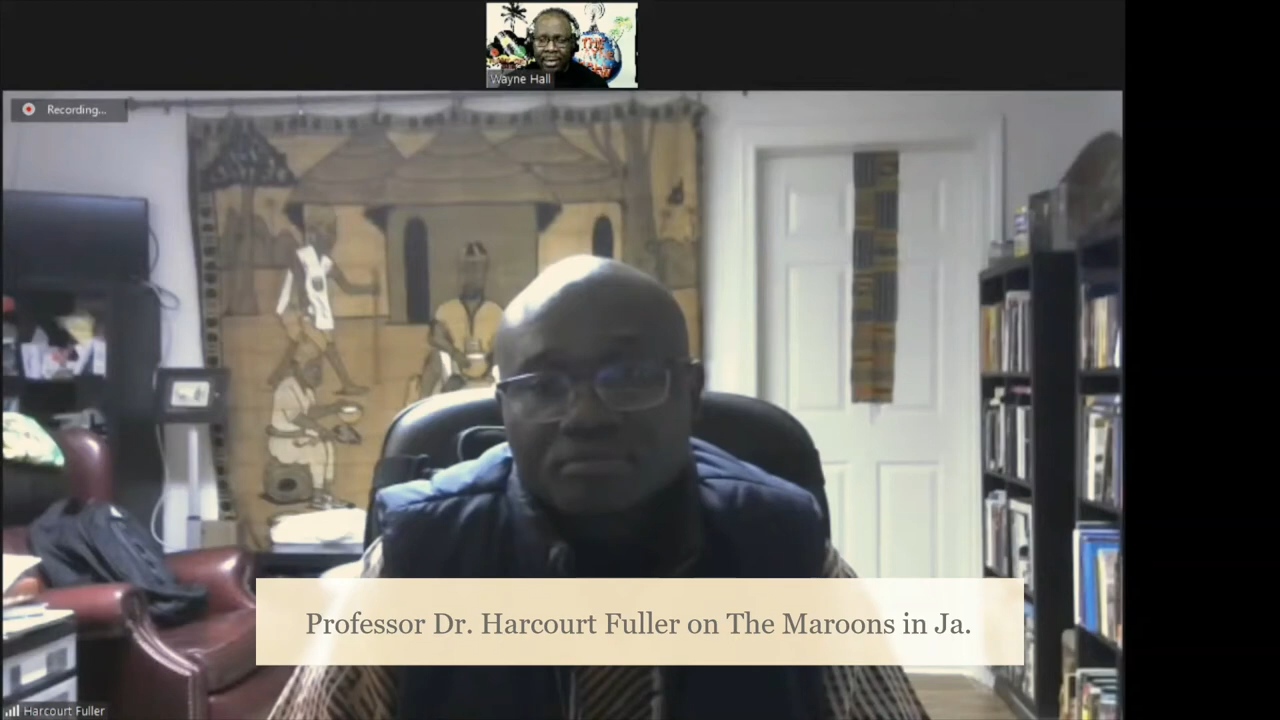 Wayne Hall
Recording...
Professor Dr. Harcourt Fuller on The Maroons in Ja.
Harcourt Fuller